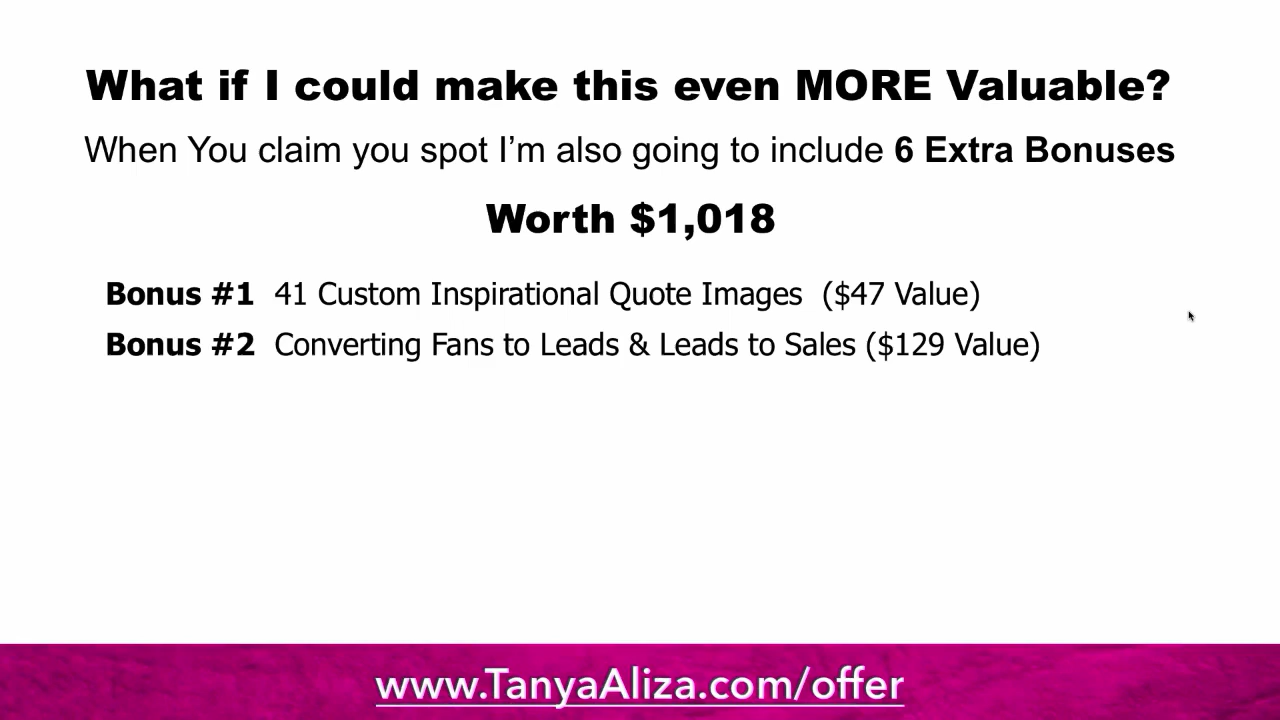 What if I could make this even MORE Valuable?
When You claim you spot I'm also going to include 6 Extra Bonuses
Worth $1,018
Bonus #1 41 Custom Inspirational Quote Images ($47 Value)
Bonus #2 Converting Fans to Leads & Leads to Sales ($129 Value)
www.TanyaAliza.com/offer